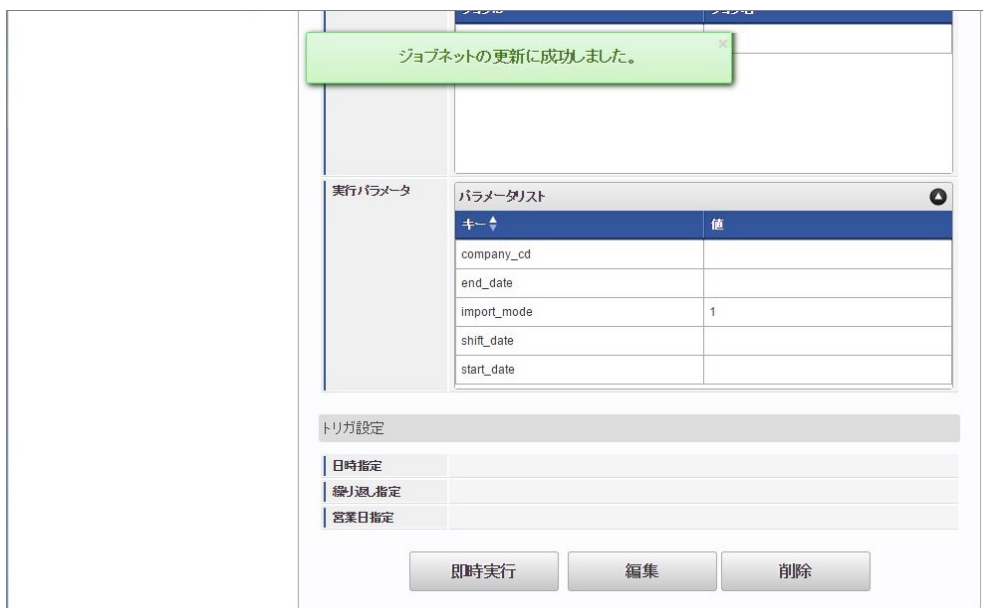 ジョブネットの更新に成功しました。
×
実行パラメータ
パラメータリスト
キー 値
company_cd
end_date
import_mode 1
shift_date
start_date
トリガ設定
日時指定
繰り返し指定
営業日指定
即時実行 編集 削除